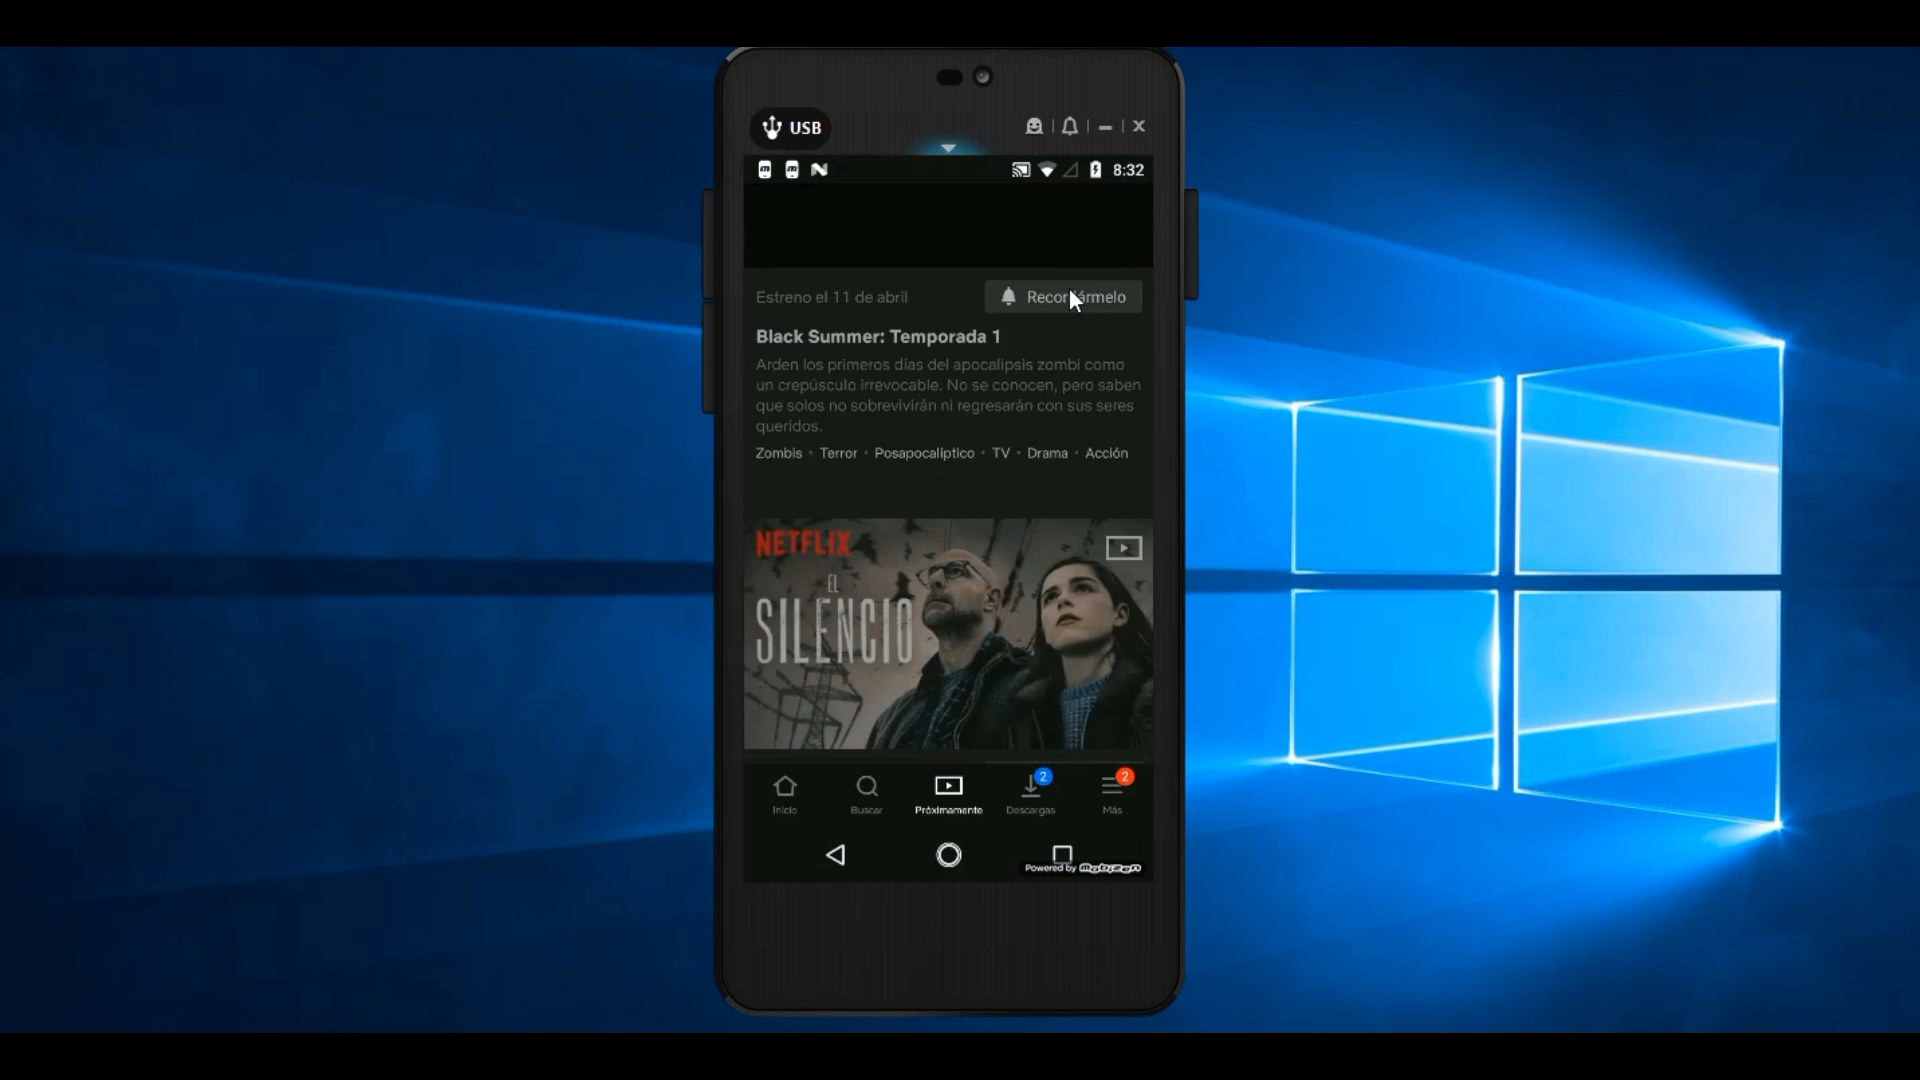 USB
8:32
Estreno el 11 de abril
Recordármelo
Black Summer: Temporada 1
Arden los primeros días del apocalipsis zombi como
un crepúsculo irrevocable. No se conocen, pero saben
que solos no sobrevivirán ni regresarán con sus seres
queridos.
Zombis • Terror • Posapocalíptico • TV • Drama • Acción
NETFLIX
EL
SILENCIO
2
2
Inicio
Buscar
Próximamente
Descargas
Más
Powered by mobizen